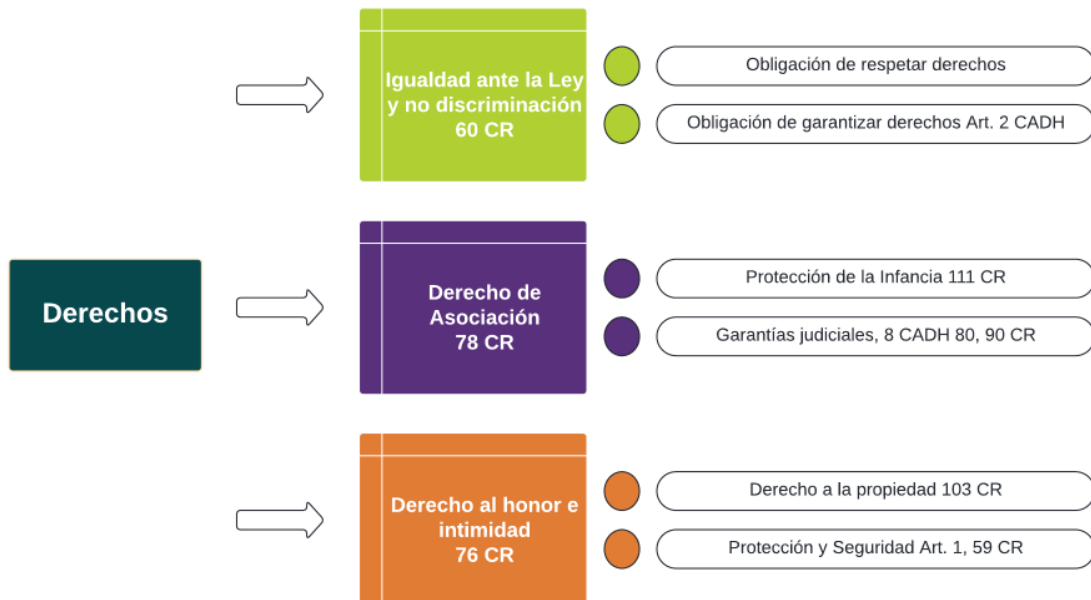 Derechos
Igualdad ante la Ley
y no discriminación
60 CR
Obligación de respetar derechos
Obligación de garantizar derechos Art. 2 CADH
Derecho de
Asociación
78 CR
Protección de la Infancia 111 CR
Garantías judiciales, 8 CADH 80, 90 CR
Derecho al honor e
intimidad
76 CR
Derecho a la propiedad 103 CR
Protección y Seguridad Art. 1, 59 CR